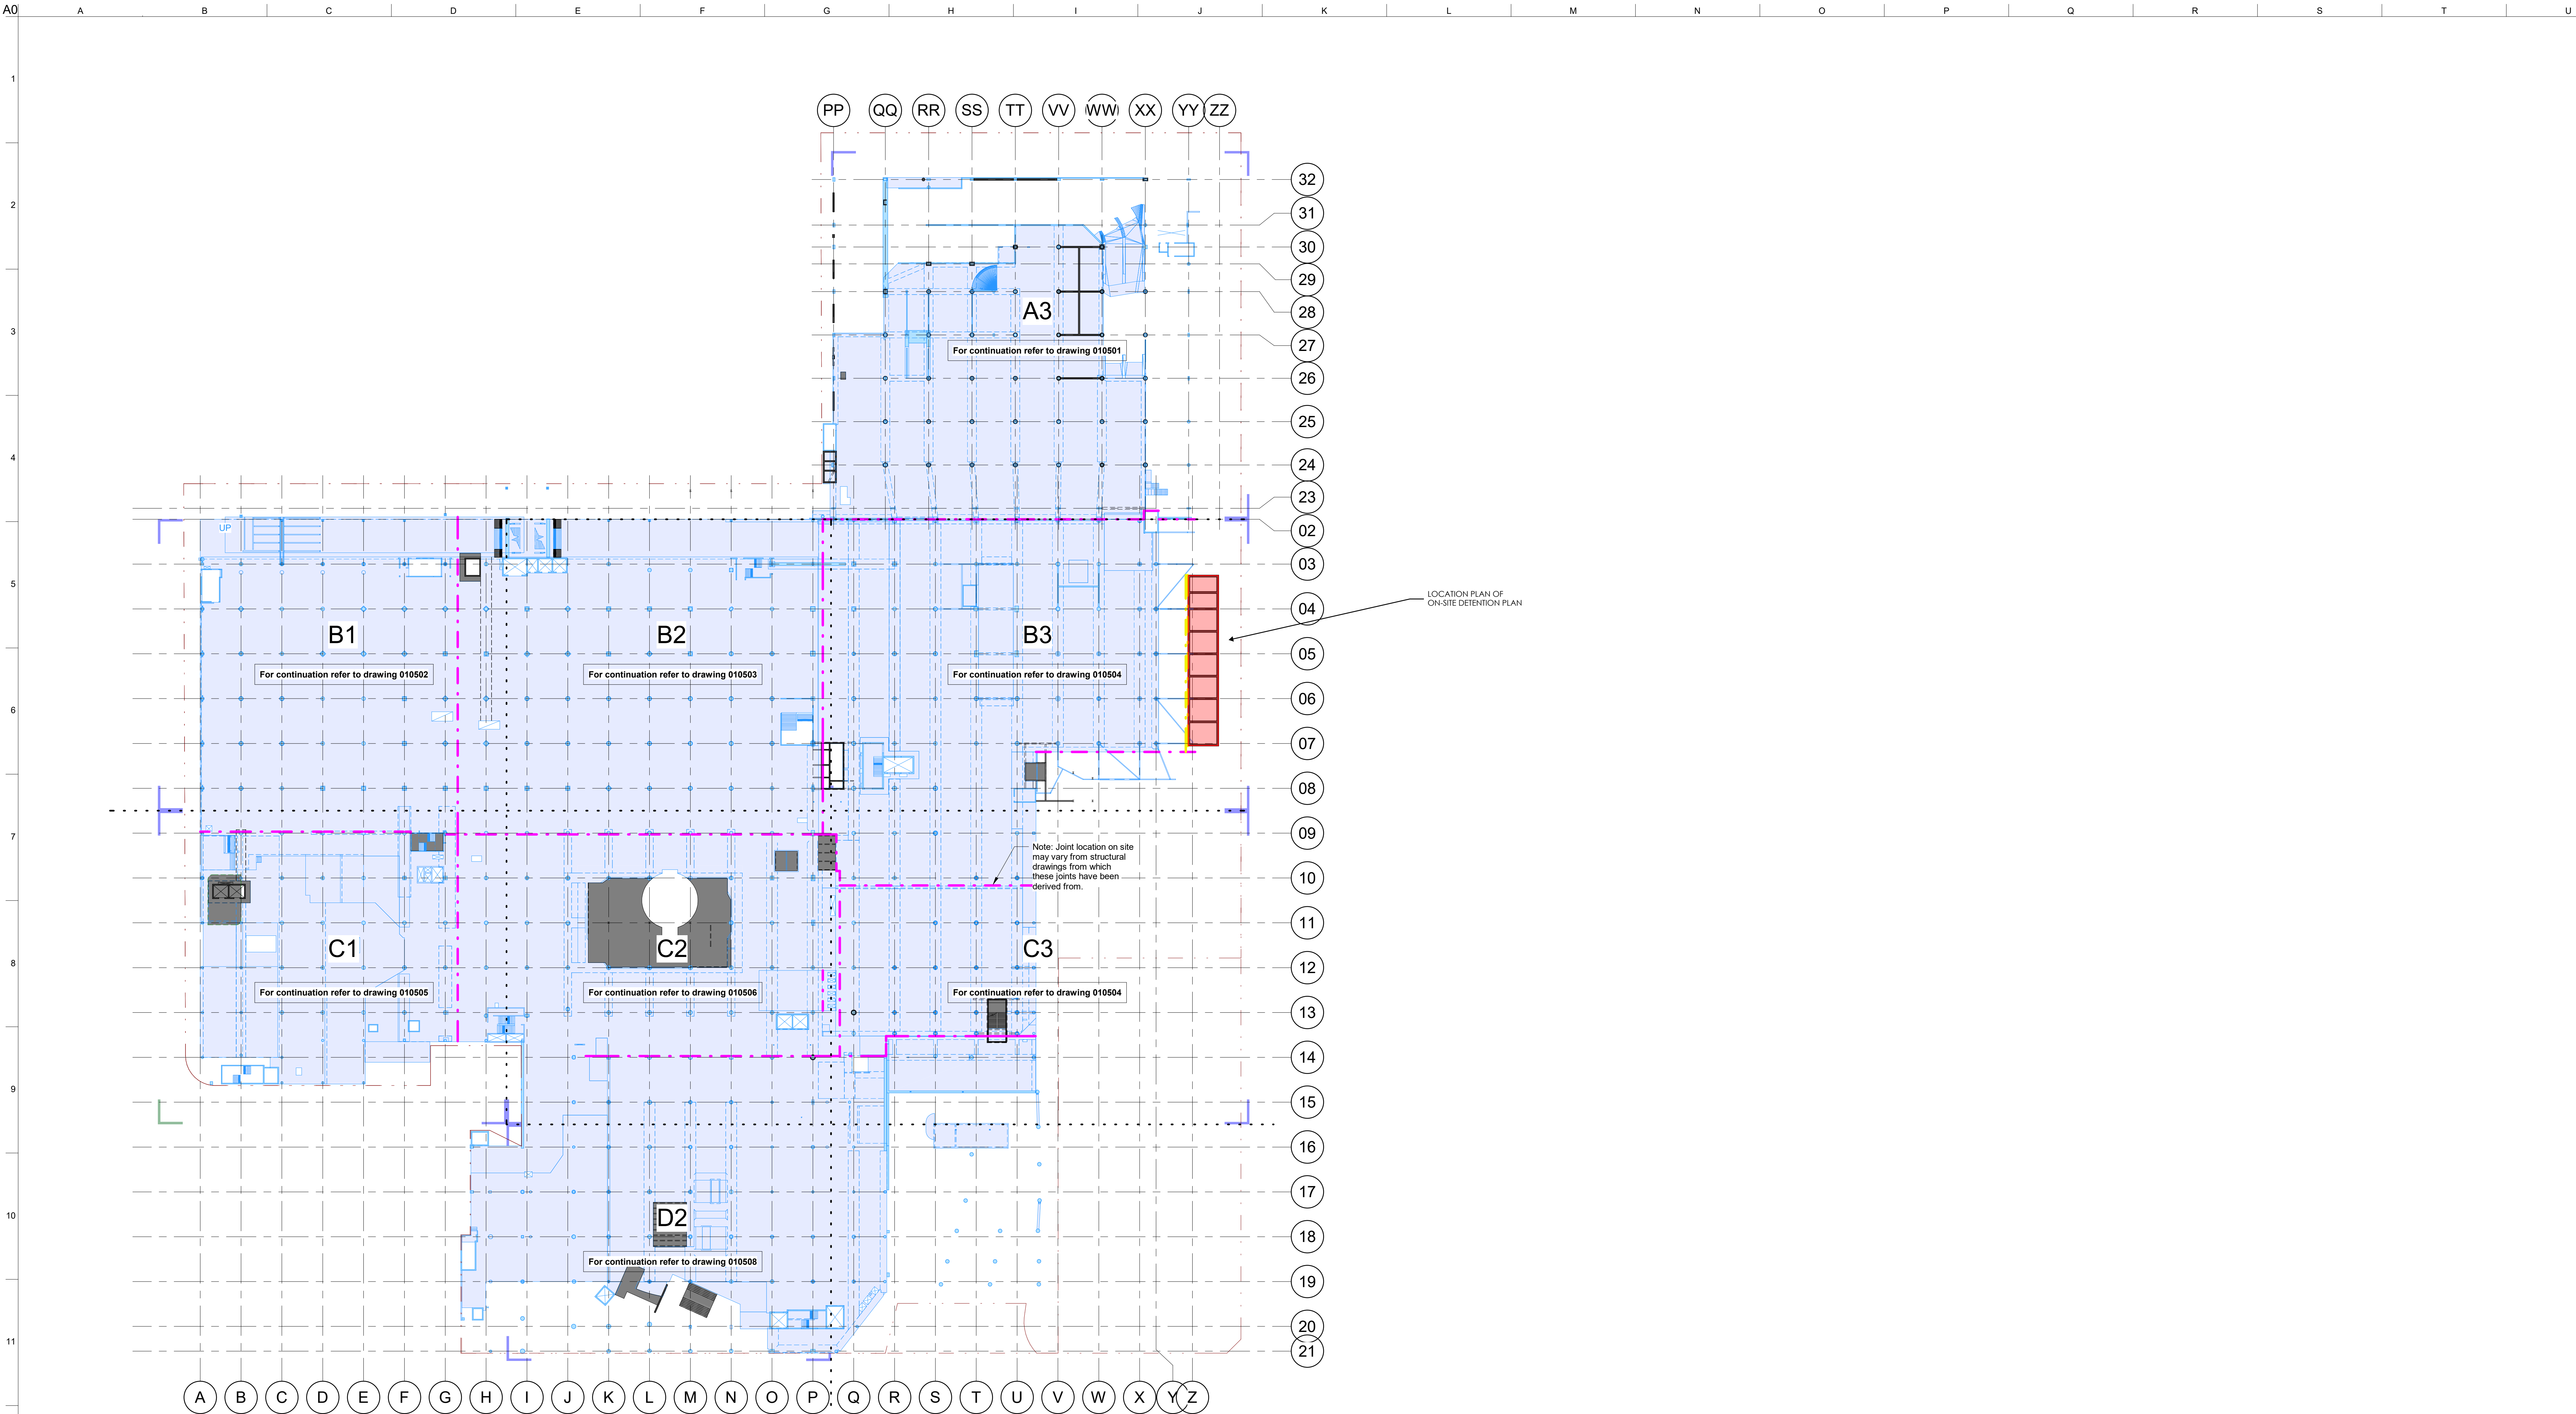 A0 A B C D E F G H I J K L M N O P Q R S T U
1
PP QQ RR SS TT VV WW XX YY ZZ
32
2
31
30
29
28
A3
3
27
For continuation refer to drawing 010501
26
25
4
24
23
UP
02
03
5
LOCATION PLAN OF
ON-SITE DETENTION PLAN
04
B1 B2 B3
05
For continuation refer to drawing 010502
For continuation refer to drawing 010503
For continuation refer to drawing 010504
06
6
07
08
09
7
Note: Joint location on site
may vary from structural
drawings from which
these joints have been
derived from.
10
11
C1 C2 C3
8
12
For continuation refer to drawing 010505
For continuation refer to drawing 010506
For continuation refer to drawing 010504
13
14
9
15
16
17
10
D2
18
For continuation refer to drawing 010508
19
20
11
21
A B C D E F G H I J K L M N O P Q R S T U V W X Y Z